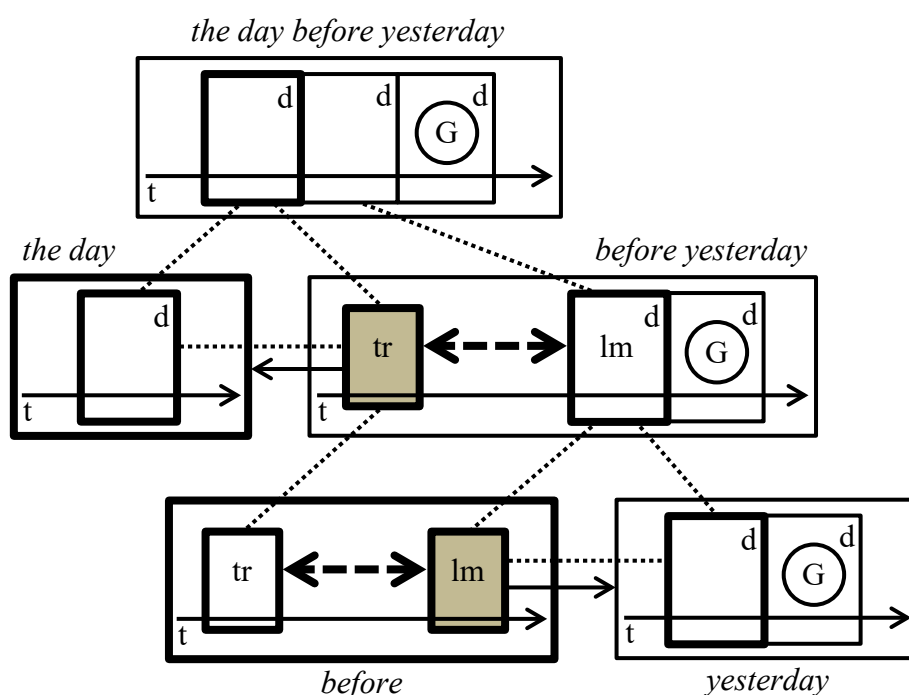 the day before yesterday
d d d
G
t
the day
before yesterday
d
t
tr
lm
d d
G
t
tr
lm
t
d d
G
t
before
yesterday